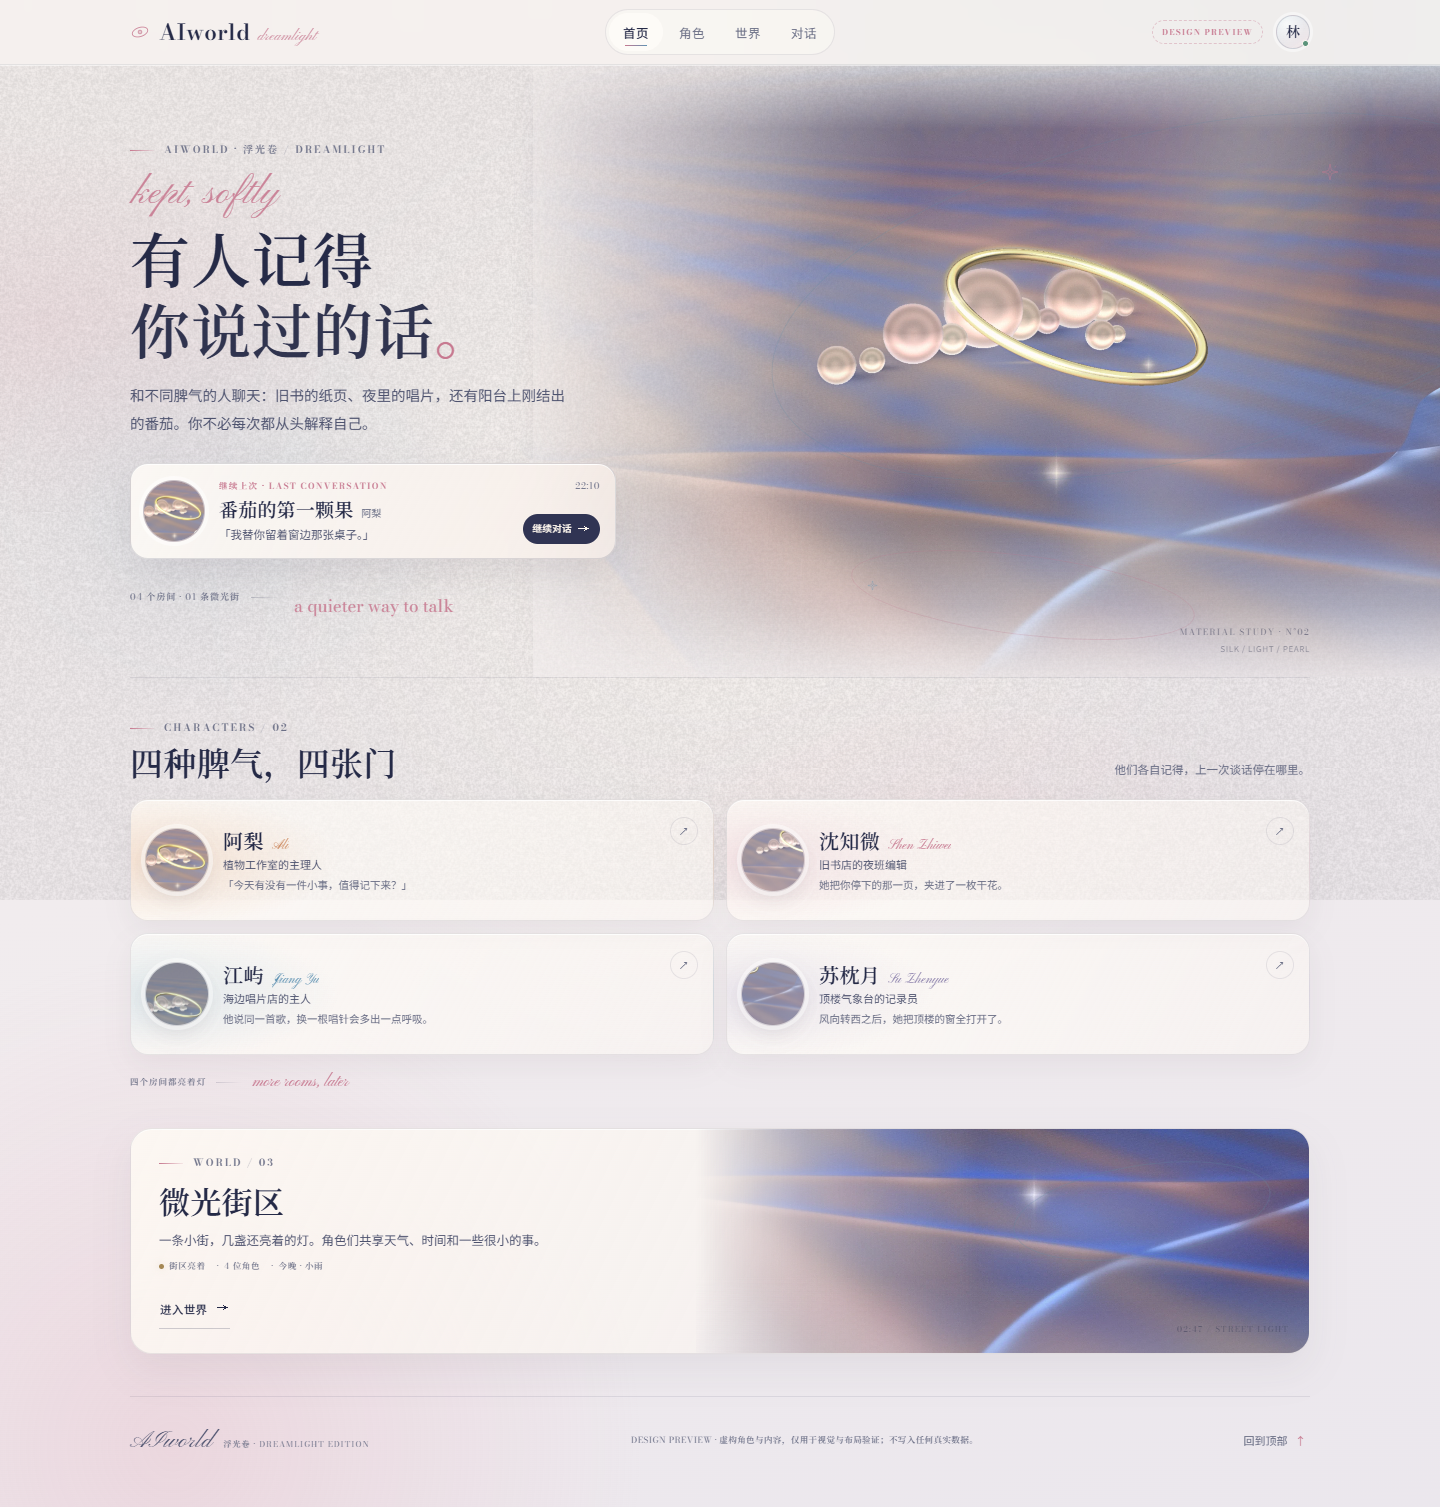 AIworld dreamlight
首页 角色 世界 对话
DESIGN PREVIEW
林
AIWORLD · 浮光卷 / DREAMLIGHT
kept, softly
有人记得
你说过的话。
和不同脾气的人聊天：旧书的纸页、夜里的唱片，还有阳台上刚结出
的番茄。你不必每次都从头解释自己。
继续上次 · LAST CONVERSATION
22:10
番茄的第一颗果 阿梨
「我替你留着窗边那张桌子。」
继续对话 →
04 个房间 · 01 条微光街
a quieter way to talk
MATERIAL STUDY · N°02
SILK / LIGHT / PEARL
CHARACTERS / 02
四种脾气，四张门
他们各自记得，上一次谈话停在哪里。
阿梨 Ali
植物工作室的主理人
「今天有没有一件小事，值得记下来？」
↗
沈知微 Shen Zhiwei
旧书店的夜班编辑
她把你停下的那一页，夹进了一枚干花。
↗
江屿 Jiang Yu
海边唱片店的主人
他说同一首歌，换一根唱针会多出一点呼吸。
↗
苏枕月 Su Zhenyue
顶楼气象台的记录员
风向转西之后，她把顶楼的窗全打开了。
↗
四个房间都亮着灯
more rooms, later
WORLD / 03
微光街区
一条小街，几盏还亮着的灯。角色们共享天气、时间和一些很小的事。
街区亮着 · 4 位角色 · 今晚 · 小雨
进入世界 →
02:47 / STREET LIGHT
AIworld 浮光卷 · DREAMLIGHT EDITION
DESIGN PREVIEW · 虚构角色与内容，仅用于视觉与布局验证；不写入任何真实数据。
回到顶部 ↑